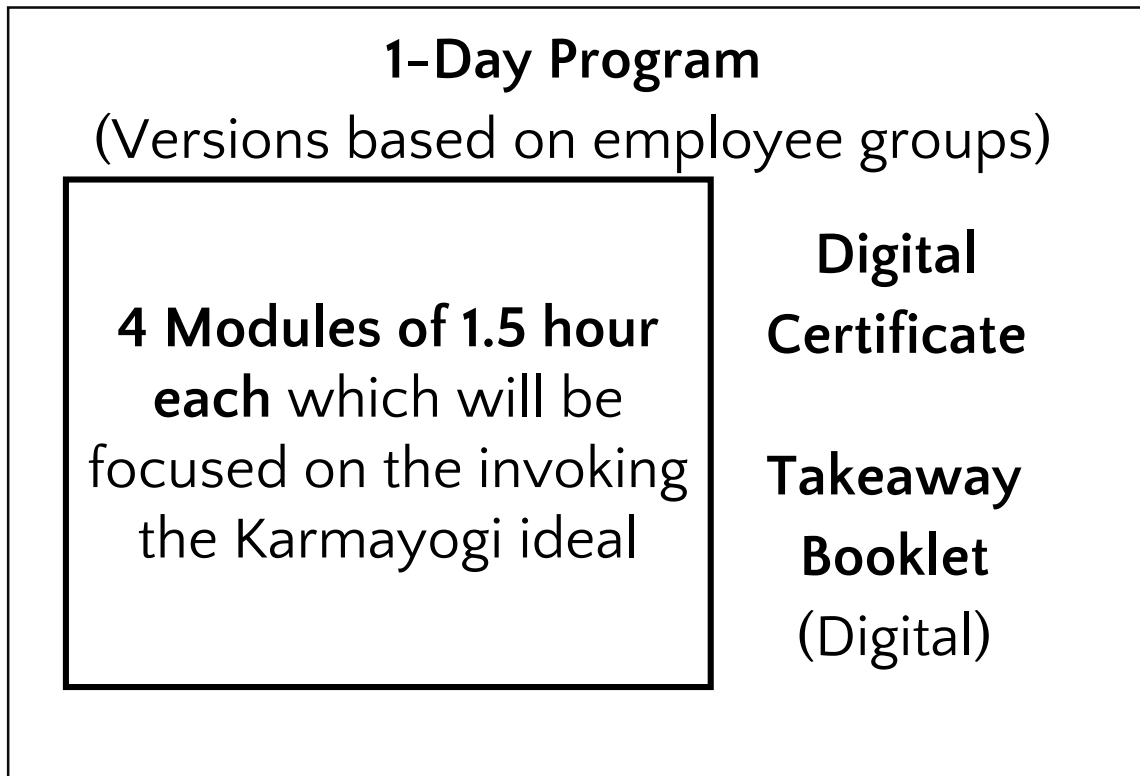 1-Day Program
(Versions based on employee groups)
4 Modules of 1.5 hour
each which will be
focused on the invoking
the Karmayogi ideal
Digital
Certificate
Takeaway
Booklet
(Digital)